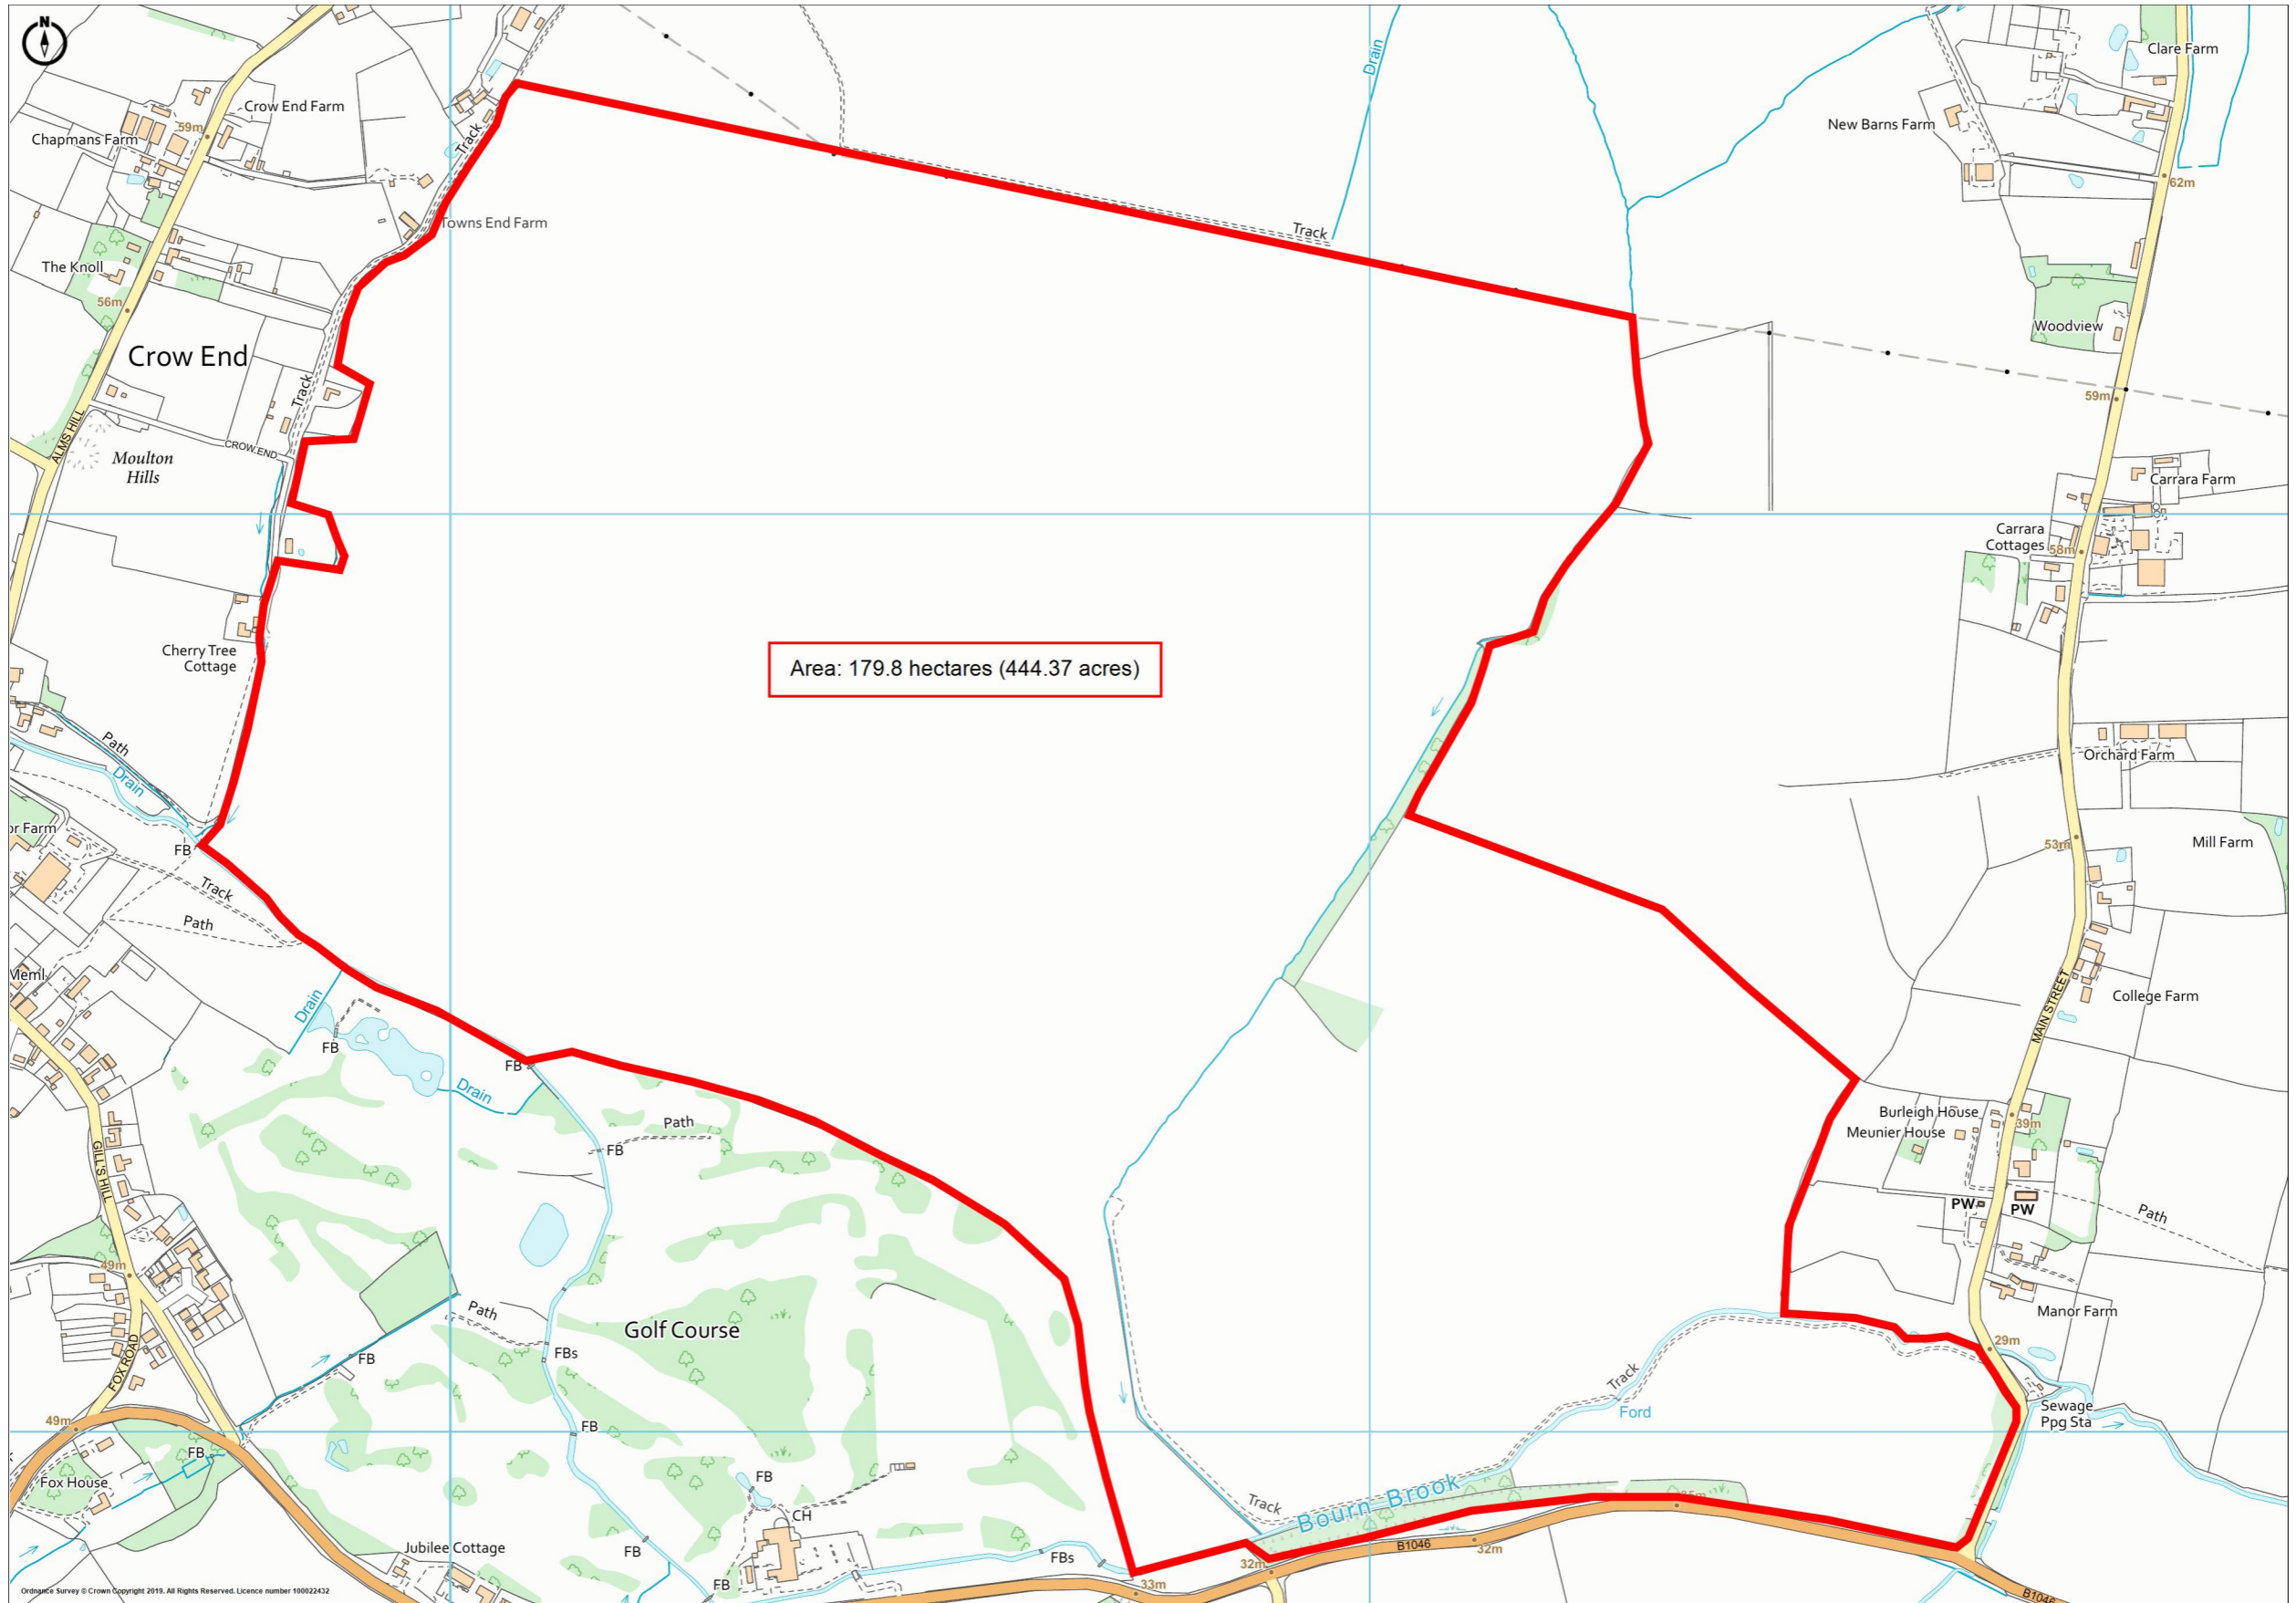 N
Clare Farm
Crow End Farm
Chapmans Farm
59m
Track
New Barns Farm
Drain
62m
Towns End Farm
Track
The Knoll
56m
Woodview
Crow End
59m
Track
ALMS HILL
CROW END
Moulton
Hills
Carrara Farm
Carrara
Cottages
58m
Cherry Tree
Cottage
Area: 179.8 hectares (444.37 acres)
Path
Drain
Orchard Farm
or Farm
FB
53m
Mill Farm
Track
Path
Meml
Drain
MAIN STREET
College Farm
FB
FB
Drain
Path
FB
Burleigh House
Meunier House
39m
GILL'S HILL
PW
PW
Path
49m
Path
Golf Course
Manor Farm
29m
FB
FBs
FOX ROAD
Track
Ford
Sewage
Ppg Sta
49m
FB
FB
Fox House
FB
Track
Bourn Brook
CH
Jubilee Cottage
FB
FBs
B1046
32m
32m
33m
FB
B1046
Ordnance Survey © Crown Copyright 2019. All Rights Reserved. Licence number 100022432